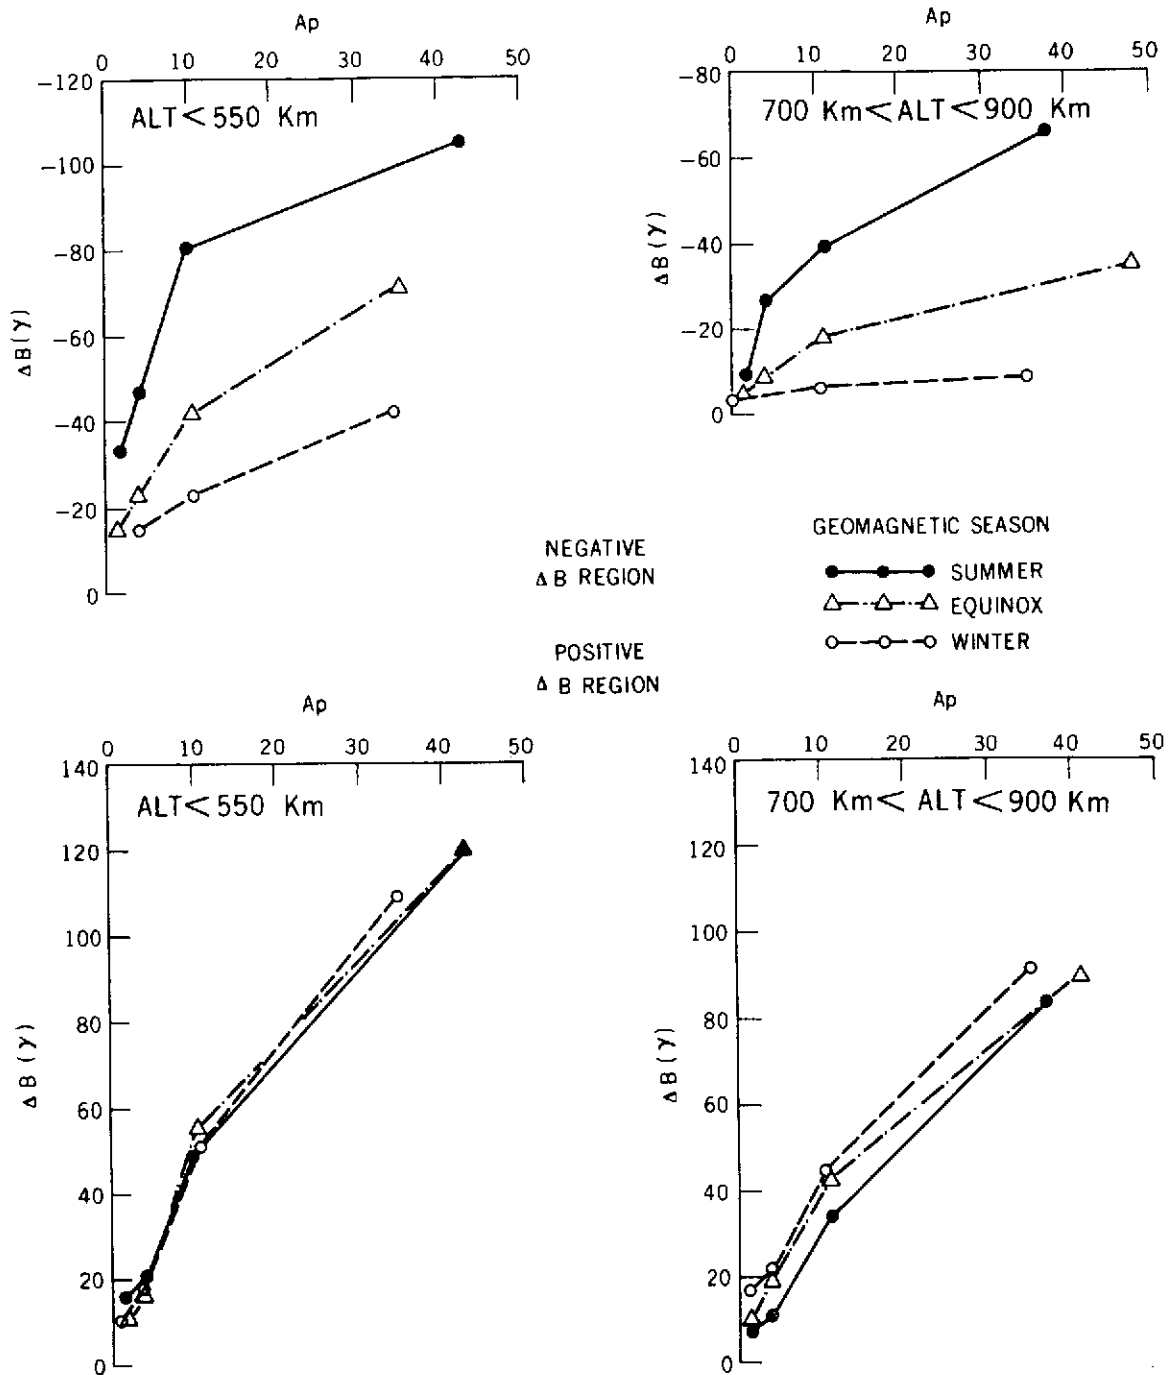 Ap
0 10 20 30 40 50
-120
ALT < 550 Km
-100
-80
-60
-40
-20
0
ΔB(γ)
Ap
0 10 20 30 40 50
-80
700 Km < ALT < 900 Km
-60
-40
-20
0
ΔB(γ)
NEGATIVE
ΔB REGION
GEOMAGNETIC SEASON
SUMMER
EQUINOX
WINTER
POSITIVE
ΔB REGION
Ap
0 10 20 30 40 50
140
ALT < 550 Km
120
100
80
60
40
20
0
ΔB(γ)
Ap
0 10 20 30 40 50
140
700 Km < ALT < 900 Km
120
100
80
60
40
20
0
ΔB(γ)